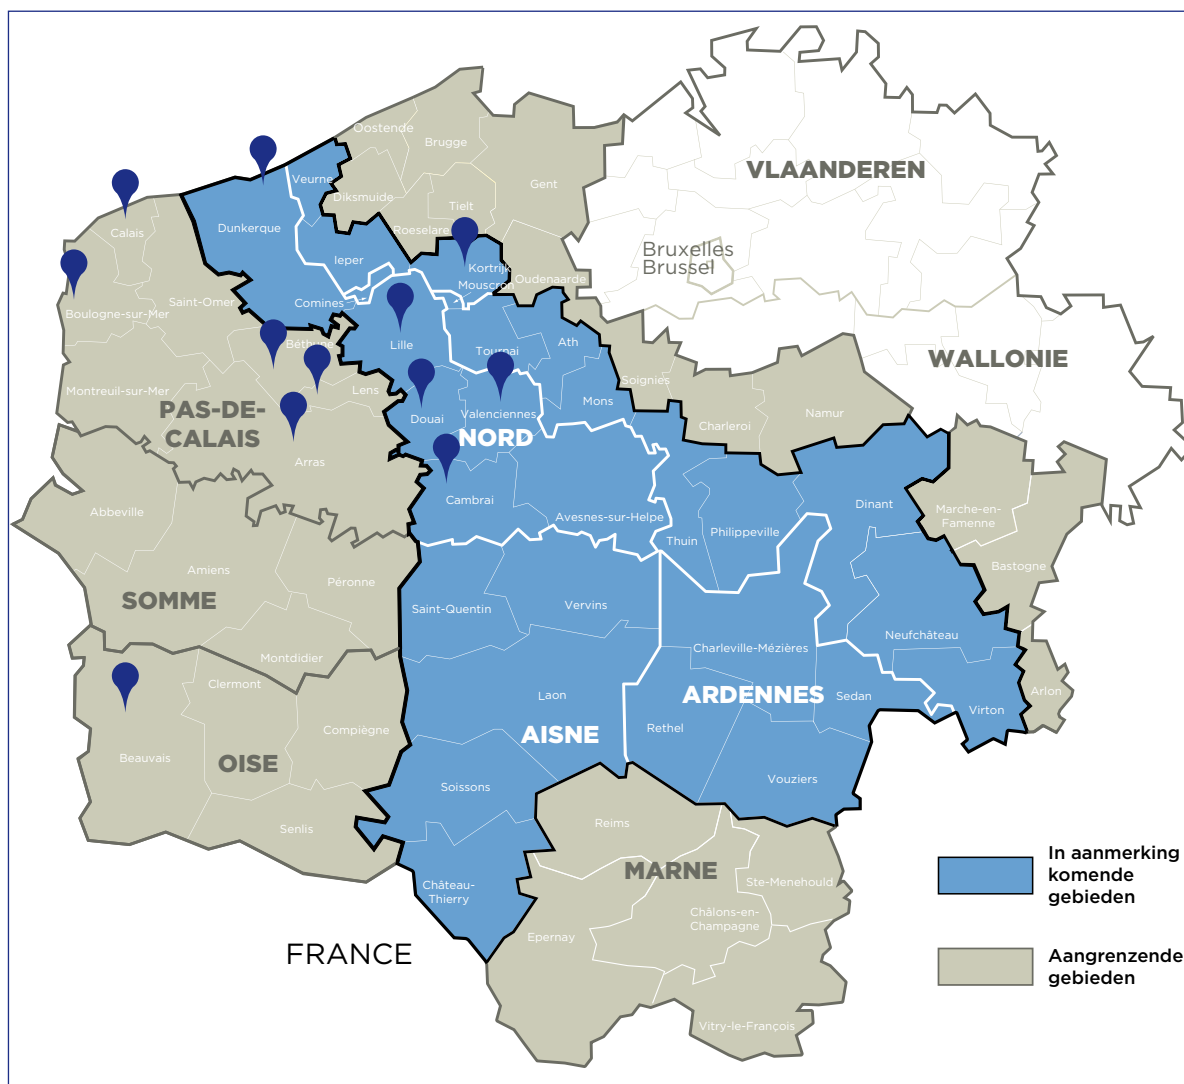 Oostende
Brugge
VLAANDEREN
Veurne
Gent
Diksmuide
Tielt
Dunkerque
Calais
Roeselare
Bruxelles
Brussel
Ieper
Kortrijk
Mouscron
Oudenaarde
Saint-Omer
Comines
Boulogne-sur-Mer
Béthune
Lille
Tournai
Ath
WALLONIE
Soignies
Montreuil-sur-Mer
Lens
Mons
PAS-DE-
CALAIS
Douai
Valenciennes
Charleroi
Namur
NORD
Arras
Cambrai
Dinant
Abbeville
Avesnes-sur-Helpe
Thuin
Philippeville
Marche-en-
Famenne
Bastogne
Amiens
Péronne
SOMME
Saint-Quentin
Vervins
Neufchâteau
Montdidier
Charleville-Mézières
Clermont
Laon
ARDENNES
Sedan
Arlon
Virton
Compiègne
Rethel
AISNE
Beauvais
OISE
Soissons
Vouziers
Senlis
Reims
MARNE
Château-
Thierry
Ste-Menehould
Châlons-en-
Champagne
Epernay
FRANCE
Vitry-le-François
In aanmerking
komende
gebieden
Aangrenzende
gebieden